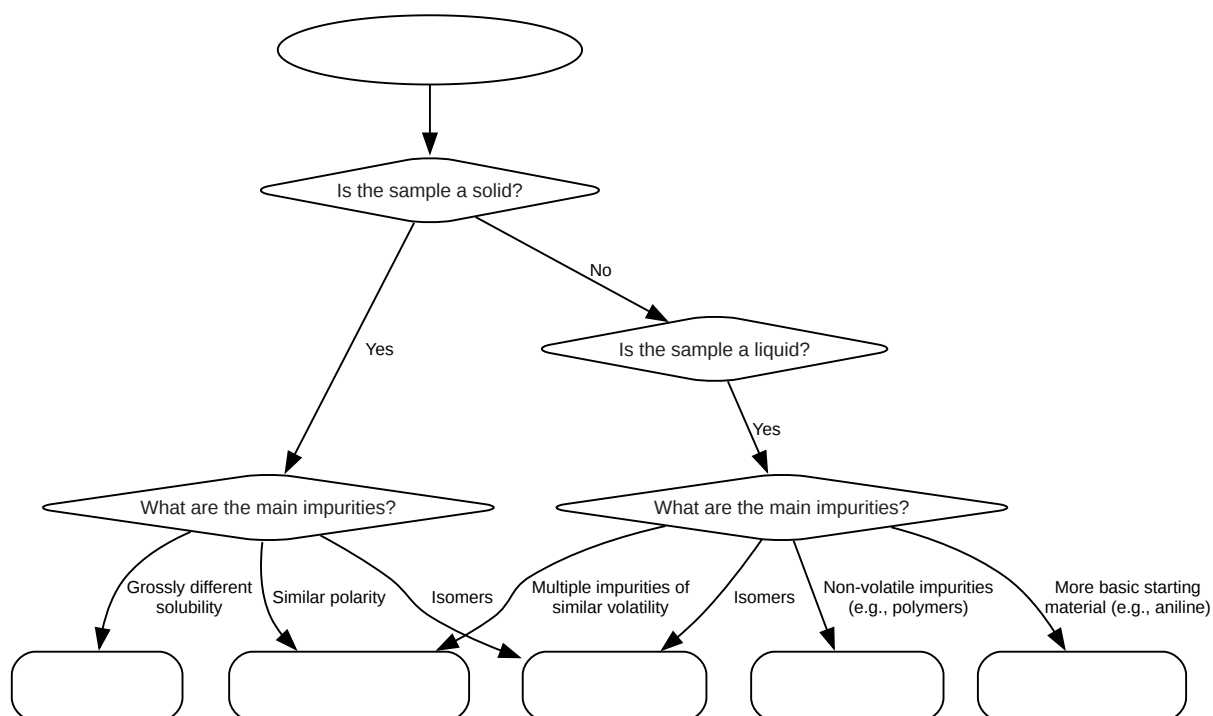 Is the sample a solid?
No
Yes
Is the sample a liquid?
Yes
What are the main impurities?
What are the main impurities?
Grossly different
solubility
Similar polarity
Isomers
Multiple impurities of
similar volatility
Isomers
Non-volatile impurities
(e.g., polymers)
More basic starting
material (e.g., aniline)